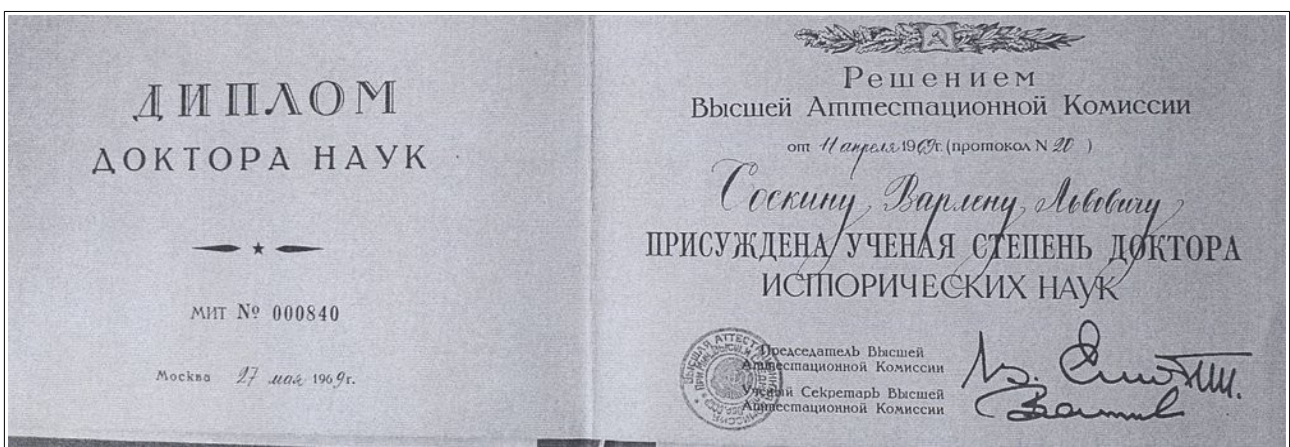 ДИПЛОМ
ДОКТОРА НАУК
МИТ № 000840
Москва 27 мая 1969г.
Решением
Высшей Аттестационной Комиссии
от 11 апреля 1969г. (протокол N 20 )
Соскину Варлену Львовичу
ПРИСУЖДЕНА УЧЕНАЯ СТЕПЕНЬ ДОКТОРА
ИСТОРИЧЕСКИХ НАУК
Председатель Высшей
Аттестационной Комиссии
Ученый Секретарь Высшей
Аттестационной Комиссии